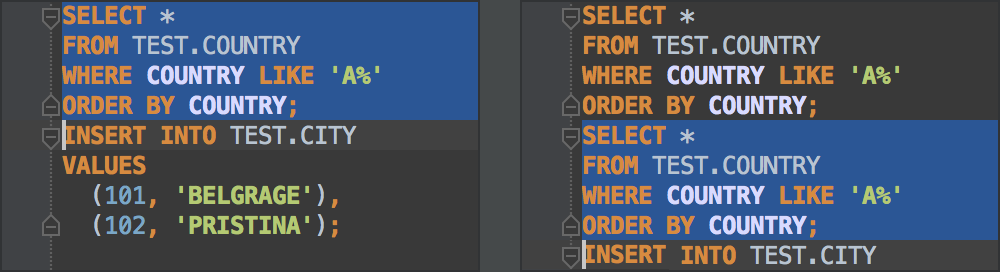 SELECT *
FROM TEST.COUNTRY
WHERE COUNTRY LIKE 'A%'
ORDER BY COUNTRY;
INSERT INTO TEST.CITY
VALUES
(101, 'BELGRAGE'),
(102, 'PRISTINA');
SELECT *
FROM TEST.COUNTRY
WHERE COUNTRY LIKE 'A%'
ORDER BY COUNTRY;
SELECT *
FROM TEST.COUNTRY
WHERE COUNTRY LIKE 'A%'
ORDER BY COUNTRY;
INSERT INTO TEST.CITY